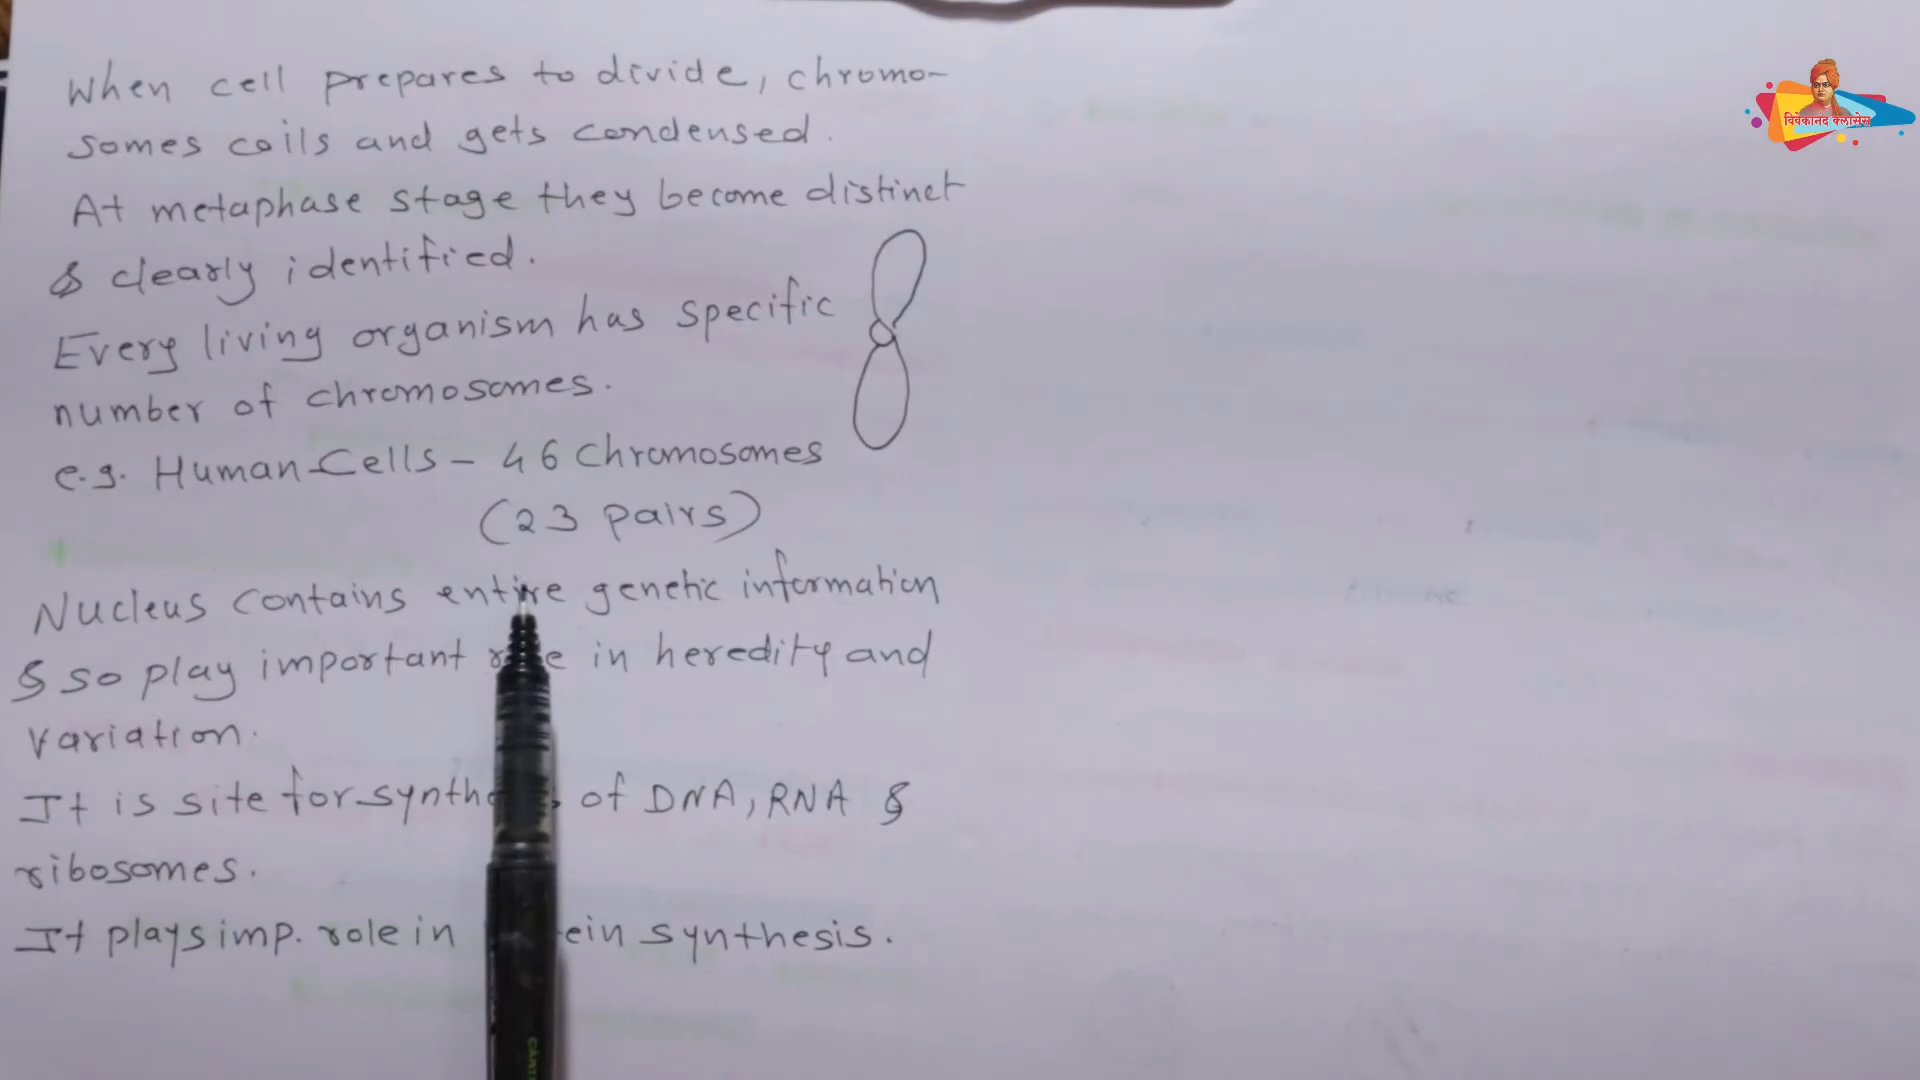 When cell prepares to divide, chromo-
somes coils and gets condensed.
At metaphase stage they become distinct
& clearly identified.
Every living organism has specific
number of chromosomes.
e.g. Human Cells - 46 Chromosomes
(23 pairs)
Nucleus contains entire genetic information
& so play important role in heredity and
variation.
It is site for synthesis of DNA, RNA &
ribosomes.
It plays imp. role in synthesis.
विवेकानंद क्लासेस